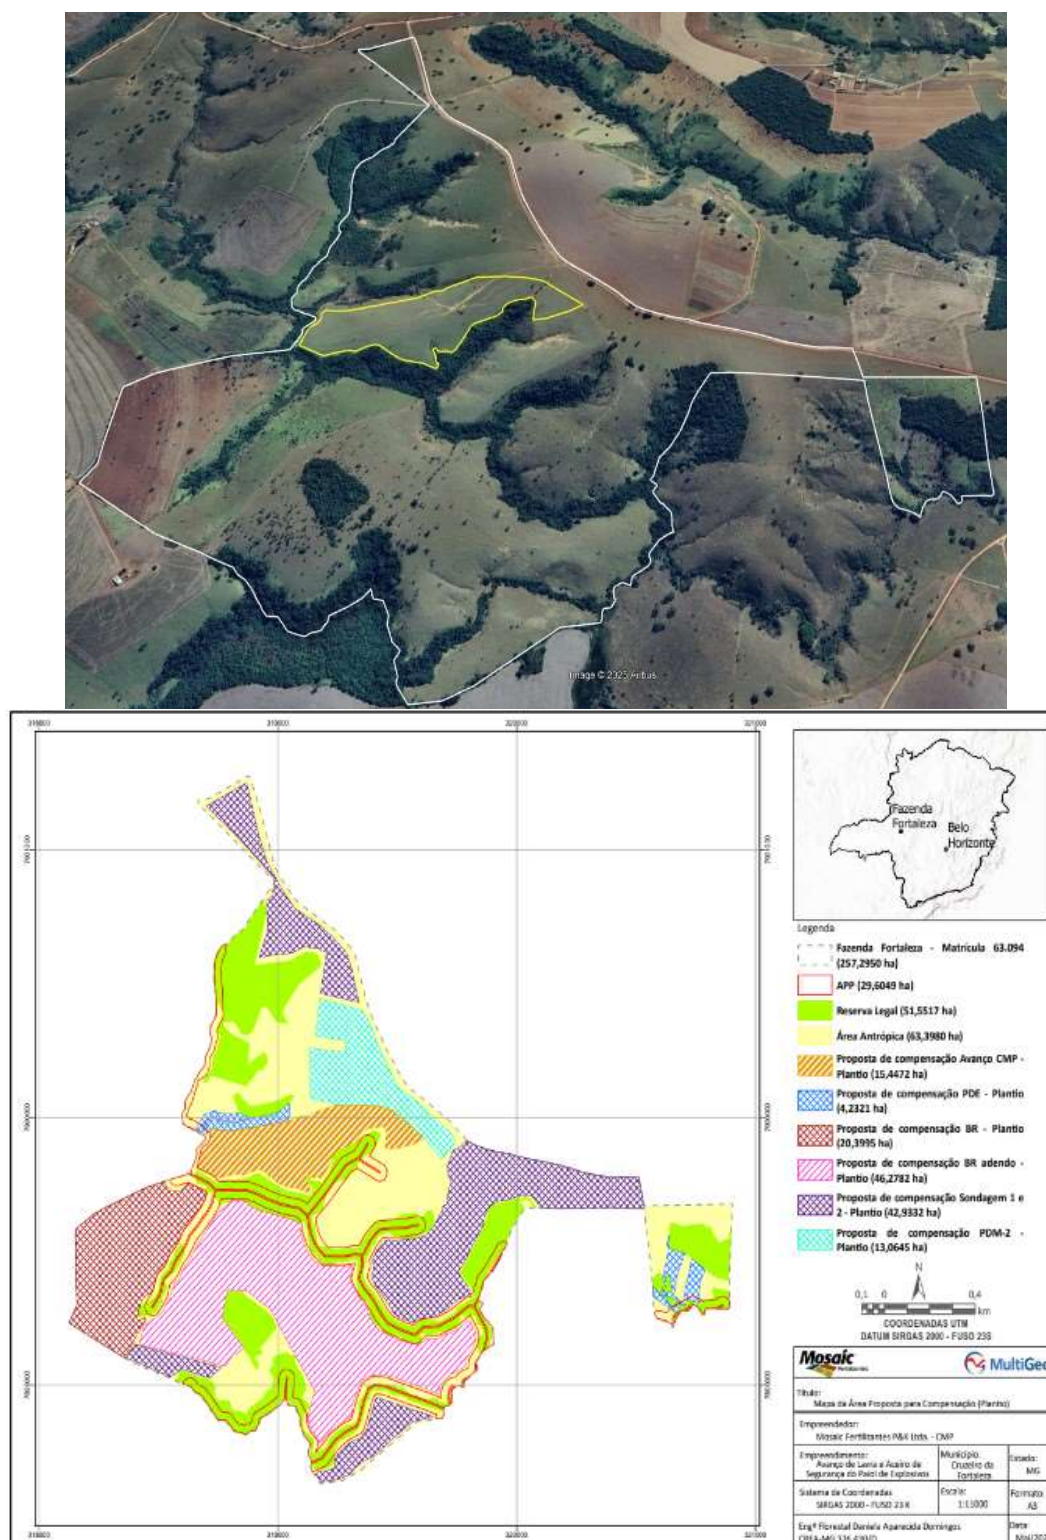 Image © 2025 Airbus
320000
321000
Fazenda
Fortaleza
Belo
Horizonte
Legenda
Fazenda Fortaleza - Matrícula 63.094
(257,2950 ha)
APP (29,6049 ha)
Reserva Legal (51,5517 ha)
Área Antrópica (63,3980 ha)
Proposta de compensação Avanço CMP -
Plantio (15,4472 ha)
Proposta de compensação PDE - Plantio
(4,2321 ha)
Proposta de compensação BR - Plantio
(20,3995 ha)
Proposta de compensação BR adendo -
Plantio (46,2782 ha)
Proposta de compensação Sondagem 1 e
2 - Plantio (42,9332 ha)
Proposta de compensação PDM-2 -
Plantio (13,0645 ha)
N
0,1 0 0,4
km
COORDENADAS UTM
DATUM SIRGAS 2000 - FUSO 23S
Mosaic
Fertilizantes
MultiGeo
Título:
Mapa da Área Proposta para Compensação (Plantio)
Empreendedor:
Mosaic Fertilizantes P&K Ltda. - CMP
Empreendimento:
Avanço de Lavra e Aceiro de
Segurança do Paiol de Explosivos
Município:
Cruzeiro da
Fortaleza
Estado:
MG
Sistema de Coordenadas
SIRGAS 2000 - FUSO 23 K
Escala:
1:15000
Formato:
A3
Engª Florestal Daniela Aparecida Domingos
Data:
320000
321000